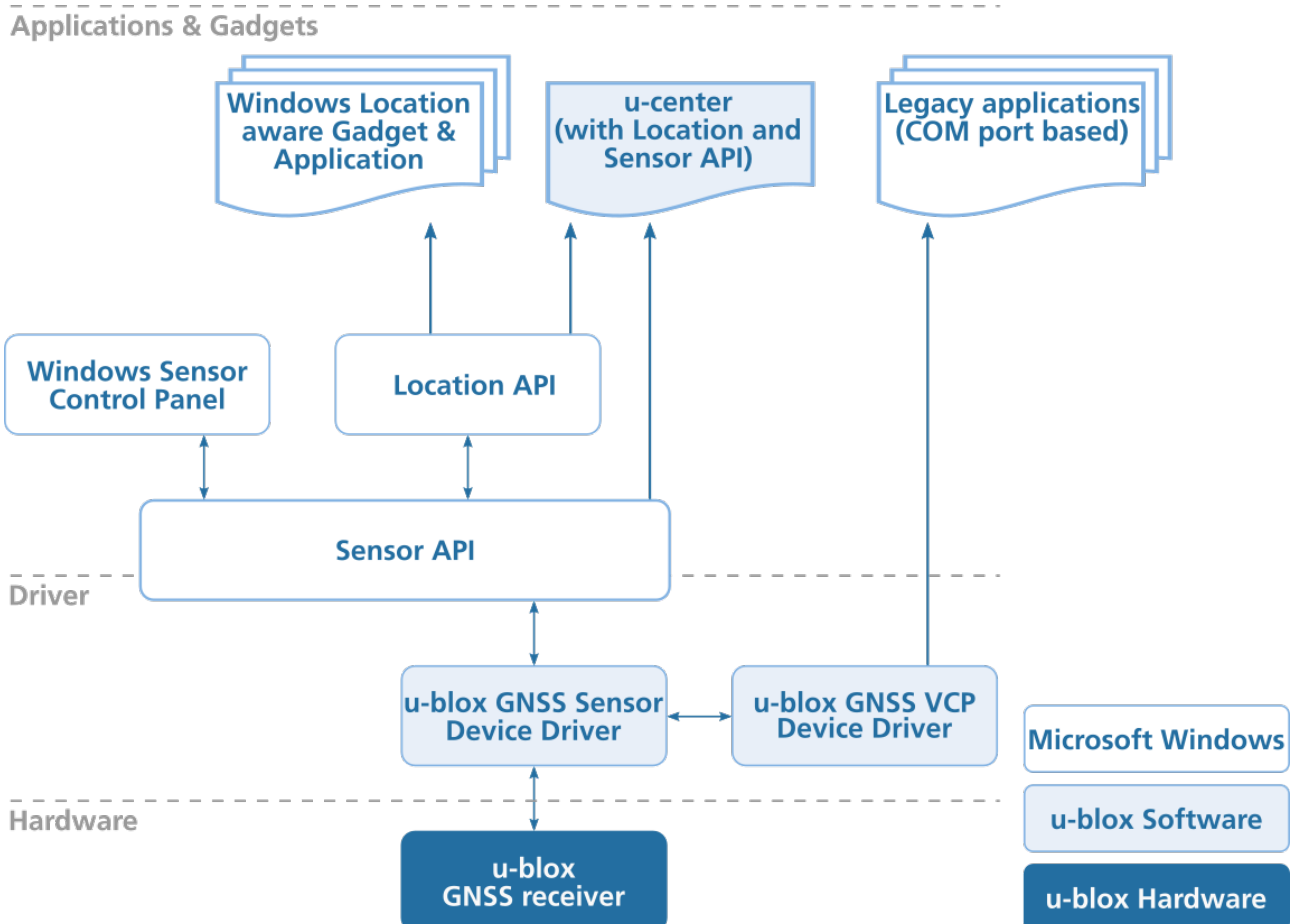 Applications & Gadgets
Windows Location
aware Gadget &
Application
u-center
(with Location and
Sensor API)
Legacy applications
(COM port based)
Windows Sensor
Control Panel
Location API
Sensor API
Driver
u-blox GNSS Sensor
Device Driver
u-blox GNSS VCP
Device Driver
Microsoft Windows
u-blox Software
Hardware
u-blox
GNSS receiver
u-blox Hardware